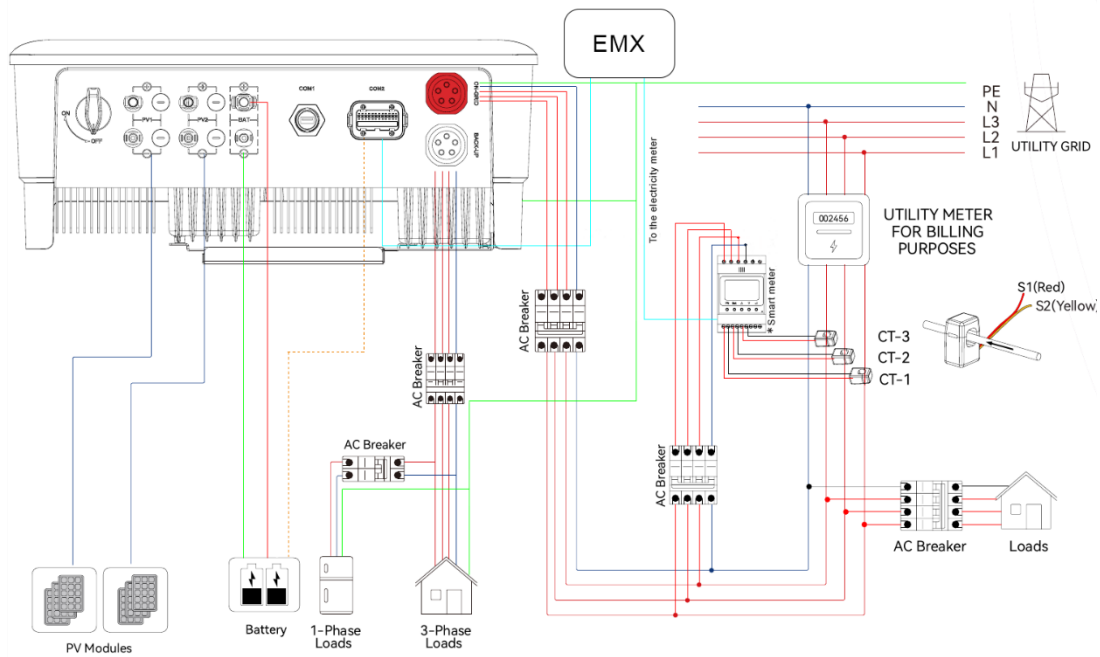 EMX
COM1
COM2
ON-GRID
BACK-UP
ON
OFF
PV1
PV2
BAT
To the electricity meter
PE
N
L3
L2
L1
UTILITY GRID
002456
UTILITY METER
FOR BILLING
PURPOSES
* Smart meter
S1(Red)
S2(Yellow)
CT-3
CT-2
CT-1
AC Breaker
AC Breaker
AC Breaker
AC Breaker
AC Breaker
Loads
PV Modules
Battery
1-Phase
Loads
3-Phase
Loads